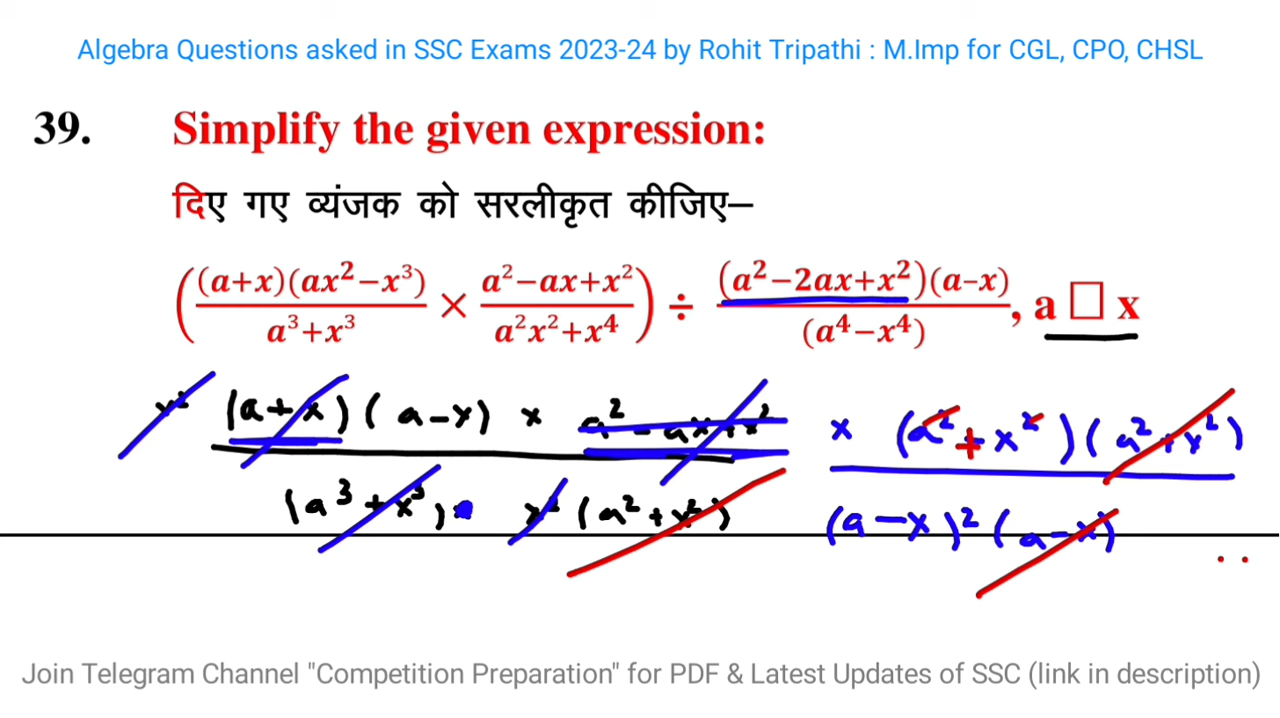 Algebra Questions asked in SSC Exams 2023-24 by Rohit Tripathi : M.Imp for CGL, CPO, CHSL
39. Simplify the given expression:
दिए गए व्यंजक को सरलीकृत कीजिए–
((a+x)(ax²−x³)/a³+x³ × a²−ax+x²/a²x²+x⁴) ÷ (a²−2ax+x²)(a−x)/(a⁴−x⁴), a □ x
x² (a+x)(a−x) × a²−ax+x² × (a²+x²)(a²+x²)
(a³+x³) x² (a²+x²) (a−x)² (a−x)
Join Telegram Channel "Competition Preparation" for PDF & Latest Updates of SSC (link in description)